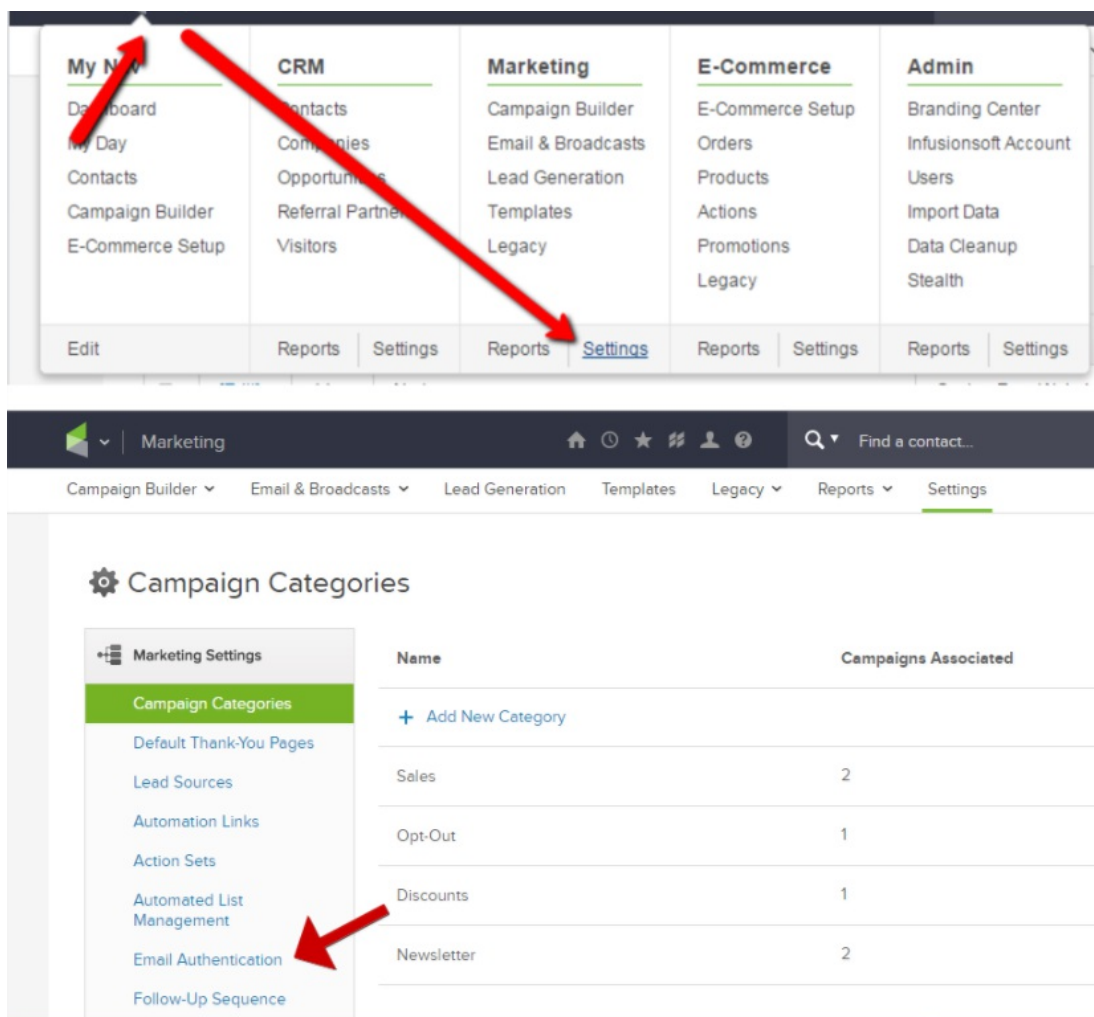 My Nav
CRM
Marketing
E-Commerce
Admin
Dashboard
Contacts
Campaign Builder
E-Commerce Setup
Branding Center
My Day
Companies
Email & Broadcasts
Orders
Infusionsoft Account
Contacts
Opportunities
Lead Generation
Products
Users
Campaign Builder
Referral Partners
Templates
Actions
Import Data
E-Commerce Setup
Visitors
Legacy
Promotions
Data Cleanup
Legacy
Stealth
Edit
Reports
Settings
Reports
Settings
Reports
Settings
Reports
Settings
Marketing
Find a contact...
Campaign Builder
Email & Broadcasts
Lead Generation
Templates
Legacy
Reports
Settings
Campaign Categories
Marketing Settings
Name
Campaigns Associated
Campaign Categories
+ Add New Category
Default Thank-You Pages
Lead Sources
Sales
2
Automation Links
Opt-Out
1
Action Sets
Automated List
Management
Discounts
1
Email Authentication
Newsletter
2
Follow-Up Sequence